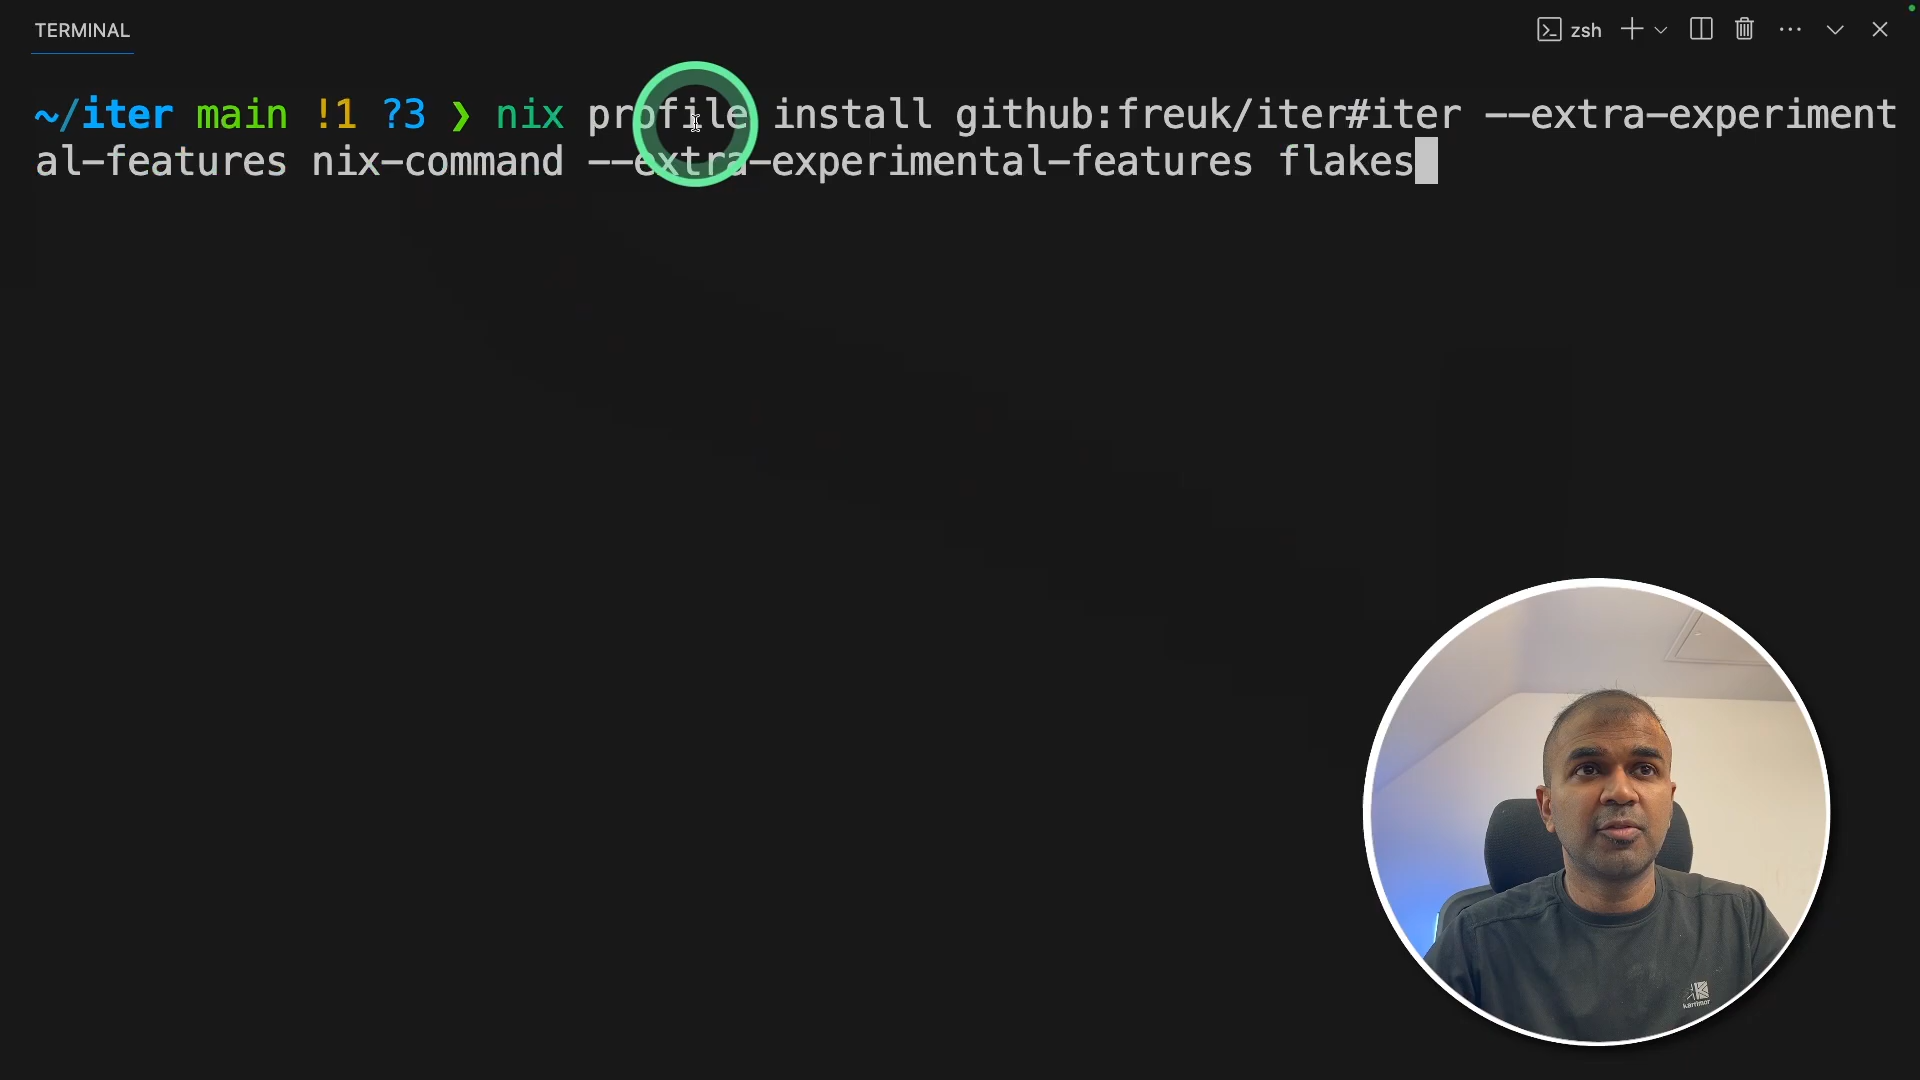 TERMINAL
zsh
~/iter main !1 ?3 ❯ nix profile install github:freuk/iter#iter --extra-experiment
al-features nix-command --extra-experimental-features flakes
karrimor